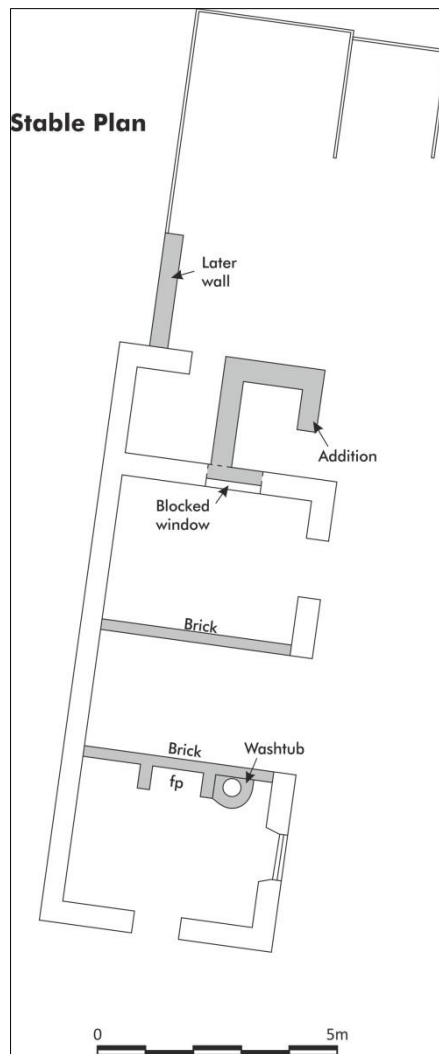 Stable Plan
Later
wall
Addition
Blocked
window
Brick
Brick
Washtub
fp
0
5m